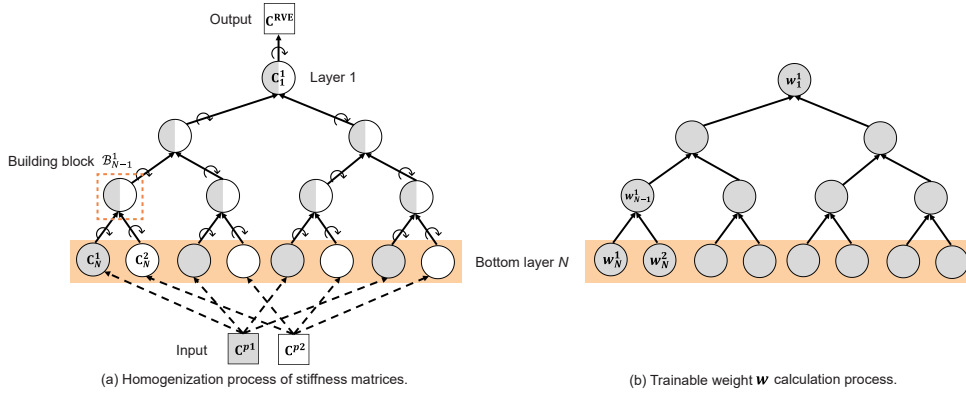 Output
C^RVE
C_1^1
Layer 1
w_1^1
Building block ℬ_{N−1}^1
w_{N−1}^1
C_N^1
C_N^2
Bottom layer N
w_N^1
w_N^2
Input
C^{p1}
C^{p2}
(a) Homogenization process of stiffness matrices.
(b) Trainable weight w calculation process.